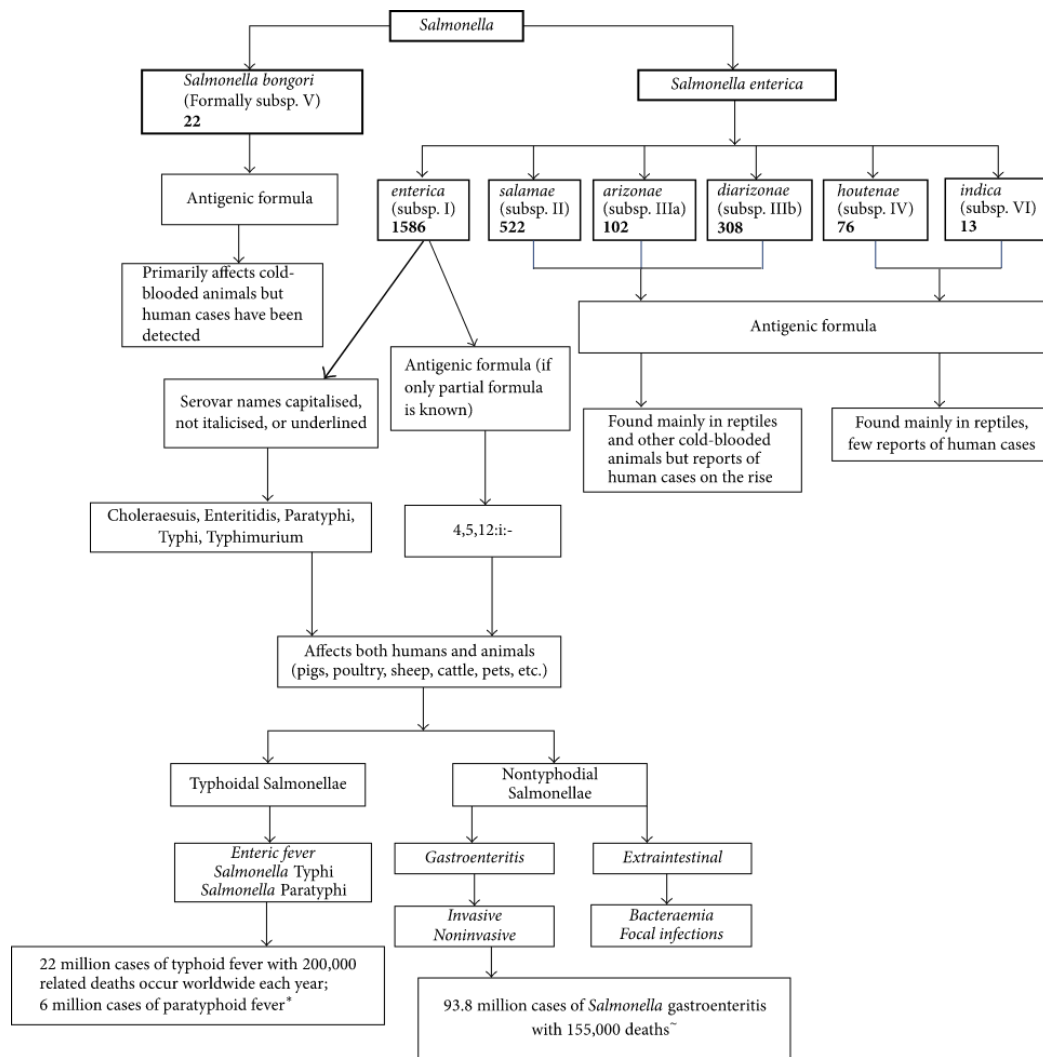 Salmonella
Salmonella bongori
(Formally subsp. V)
22
Salmonella enterica
Antigenic formula
enterica
(subsp. I)
1586
salamae
(subsp. II)
522
arizonae
(subsp. IIIa)
102
diarizonae
(subsp. IIIb)
308
houtenae
(subsp. IV)
76
indica
(subsp. VI)
13
Primarily affects cold-
blooded animals but
human cases have been
detected
Antigenic formula
Serovar names capitalised,
not italicised, or underlined
Antigenic formula (if
only partial formula
is known)
Found mainly in reptiles
and other cold-blooded
animals but reports of
human cases on the rise
Found mainly in reptiles,
few reports of human cases
Choleraesuis, Enteritidis, Paratyphi,
Typhi, Typhimurium
4,5,12:i:-
Affects both humans and animals
(pigs, poultry, sheep, cattle, pets, etc.)
Typhoidal Salmonellae
Nontyphodial
Salmonellae
Enteric fever
Salmonella Typhi
Salmonella Paratyphi
Gastroenteritis
Extraintestinal
Invasive
Noninvasive
Bacteraemia
Focal infections
22 million cases of typhoid fever with 200,000
related deaths occur worldwide each year;
6 million cases of paratyphoid fever*
93.8 million cases of Salmonella gastroenteritis
with 155,000 deaths~